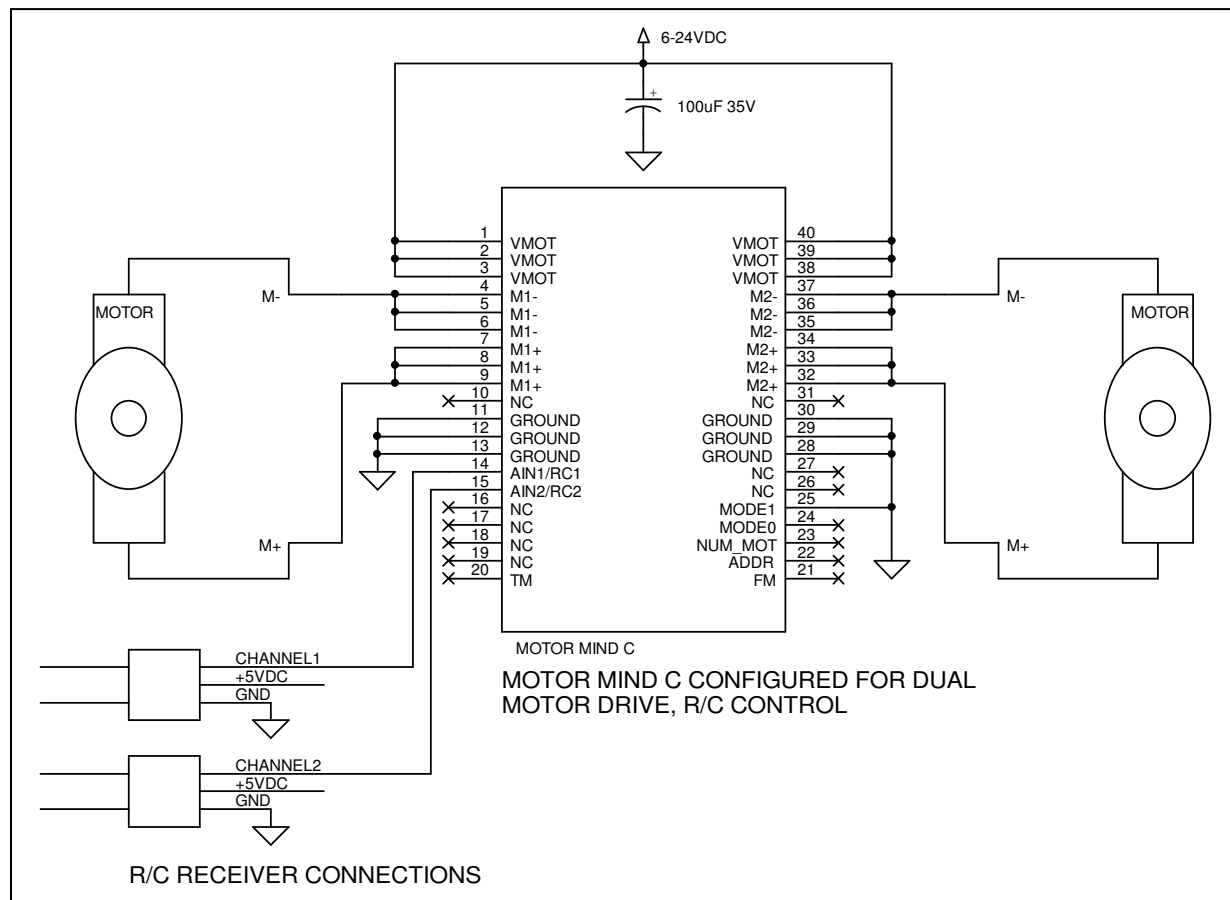 6-24VDC
+
100uF 35V
1 VMOT
2 VMOT
3 VMOT
4 M1-
5 M1-
6 M1-
7 M1+
8 M1+
9 M1+
10 NC
11 GROUND
12 GROUND
13 GROUND
14 AIN1/RC1
15 AIN2/RC2
16 NC
17 NC
18 NC
19 NC
20 TM
VMOT 40
VMOT 39
VMOT 38
M2- 37
M2- 36
M2- 35
M2+ 34
M2+ 33
M2+ 32
NC 31
GROUND 30
GROUND 29
GROUND 28
NC 27
NC 26
MODE1 25
MODE0 24
NUM_MOT 23
ADDR 22
FM 21
M-
MOTOR
M+
M-
MOTOR
M+
MOTOR MIND C
MOTOR MIND C CONFIGURED FOR DUAL
MOTOR DRIVE, R/C CONTROL
CHANNEL1
+5VDC
GND
CHANNEL2
+5VDC
GND
R/C RECEIVER CONNECTIONS